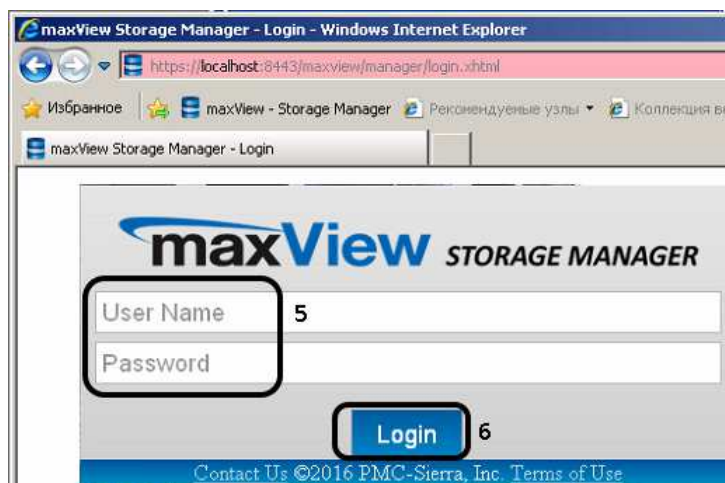 maxView Storage Manager - Login - Windows Internet Explorer
https://localhost:8443/maxview/manager/login.xhtml
Избранное maxView - Storage Manager Рекомендуемые узлы Коллекция
maxView Storage Manager - Login
maxView STORAGE MANAGER
User Name 5
Password
Login 6
Contact Us ©2016 PMC-Sierra, Inc. Terms of Use